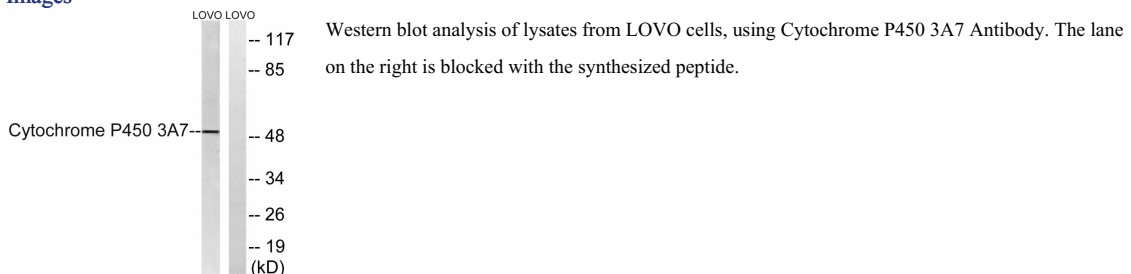 Images
LOVO LOVO
-- 117
-- 85
Cytochrome P450 3A7--
-- 48
-- 34
-- 26
-- 19
(kD)
Western blot analysis of lysates from LOVO cells, using Cytochrome P450 3A7 Antibody. The lane
on the right is blocked with the synthesized peptide.